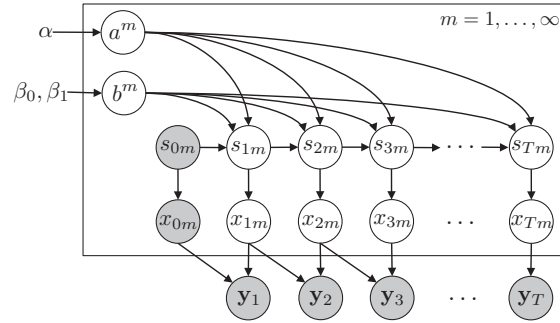 α a^m m = 1, . . . , ∞
β_0, β_1 b^m
s_{0m} s_{1m} s_{2m} s_{3m} · · · s_{Tm}
x_{0m} x_{1m} x_{2m} x_{3m} · · · x_{Tm}
y_1 y_2 y_3 · · · y_T